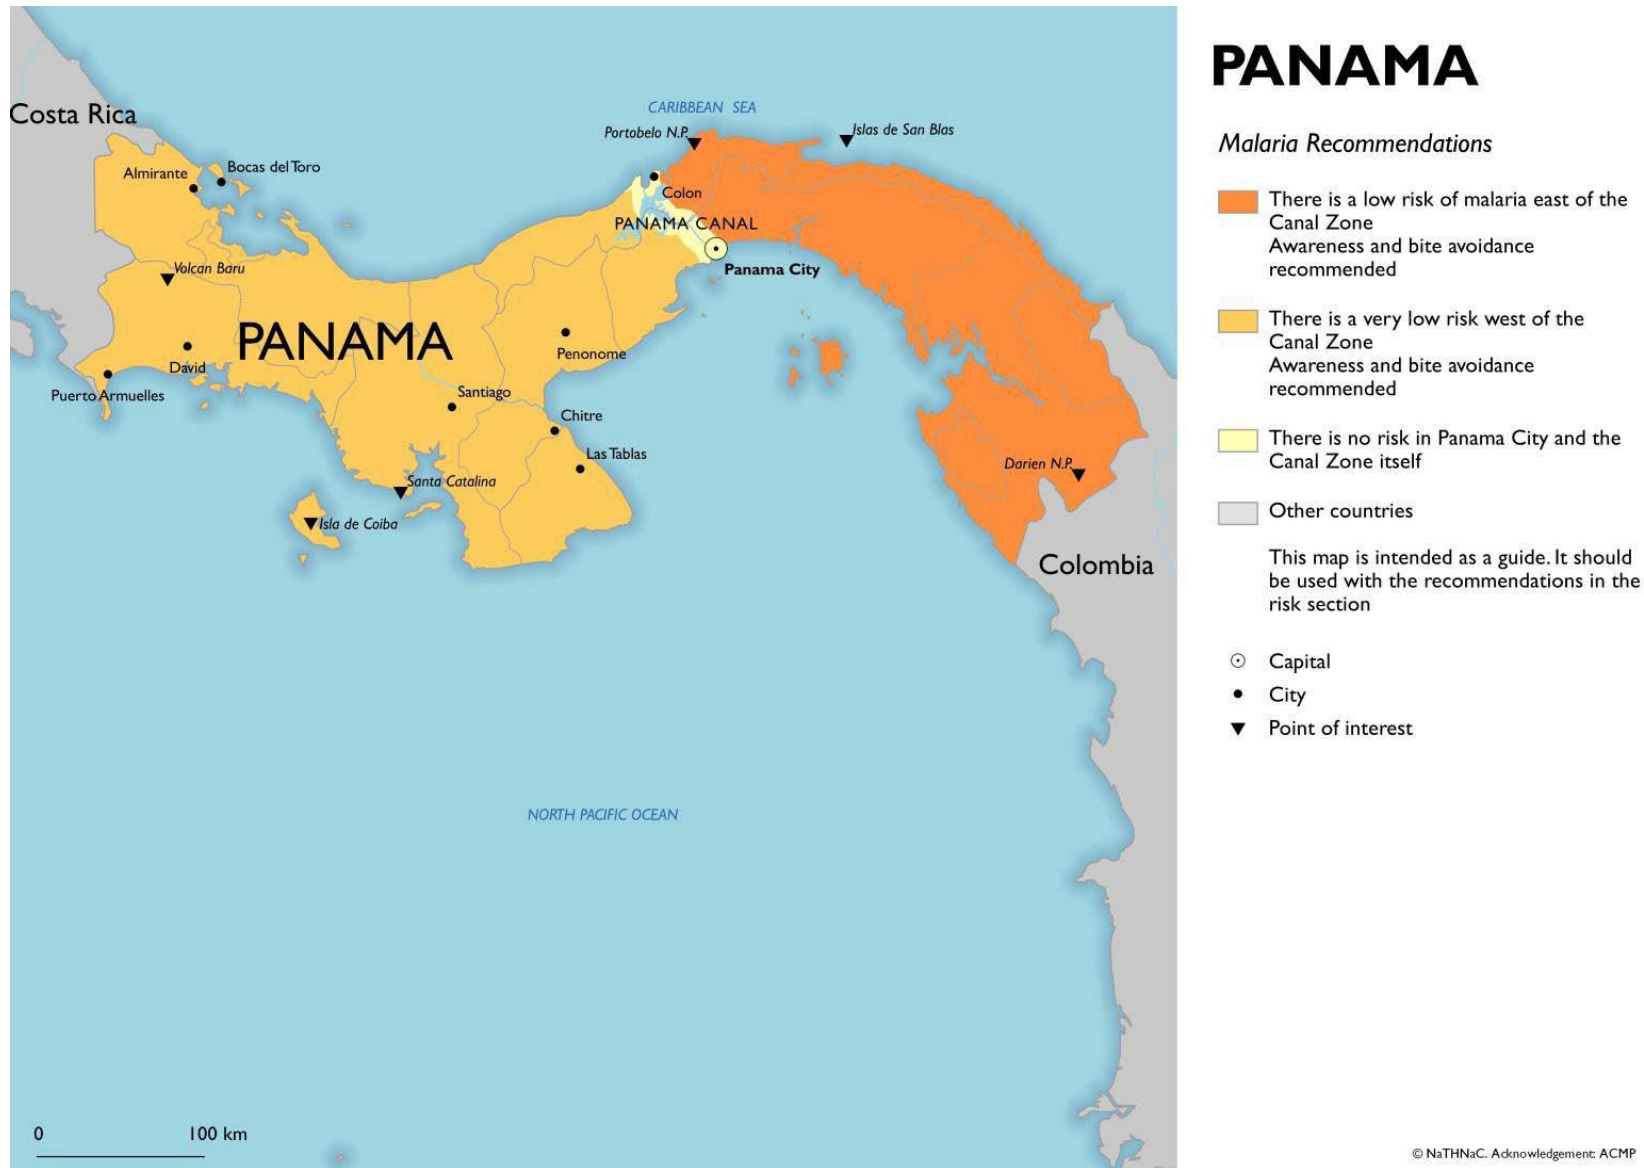 PANAMA
Malaria Recommendations
There is a low risk of malaria east of the
Canal Zone
Awareness and bite avoidance
recommended
There is a very low risk west of the
Canal Zone
Awareness and bite avoidance
recommended
There is no risk in Panama City and the
Canal Zone itself
Other countries
This map is intended as a guide. It should
be used with the recommendations in the
risk section
Capital
City
Point of interest
Costa Rica
CARIBBEAN SEA
Portobelo N.P.
Islas de San Blas
Almirante
Bocas del Toro
Colon
PANAMA CANAL
Volcan Baru
Panama City
PANAMA
Penonome
David
Puerto Armuelles
Santiago
Chitre
Las Tablas
Darien N.P.
Santa Catalina
Isla de Coiba
Colombia
NORTH PACIFIC OCEAN
0 100 km
© NaTHNaC. Acknowledgement: ACMP